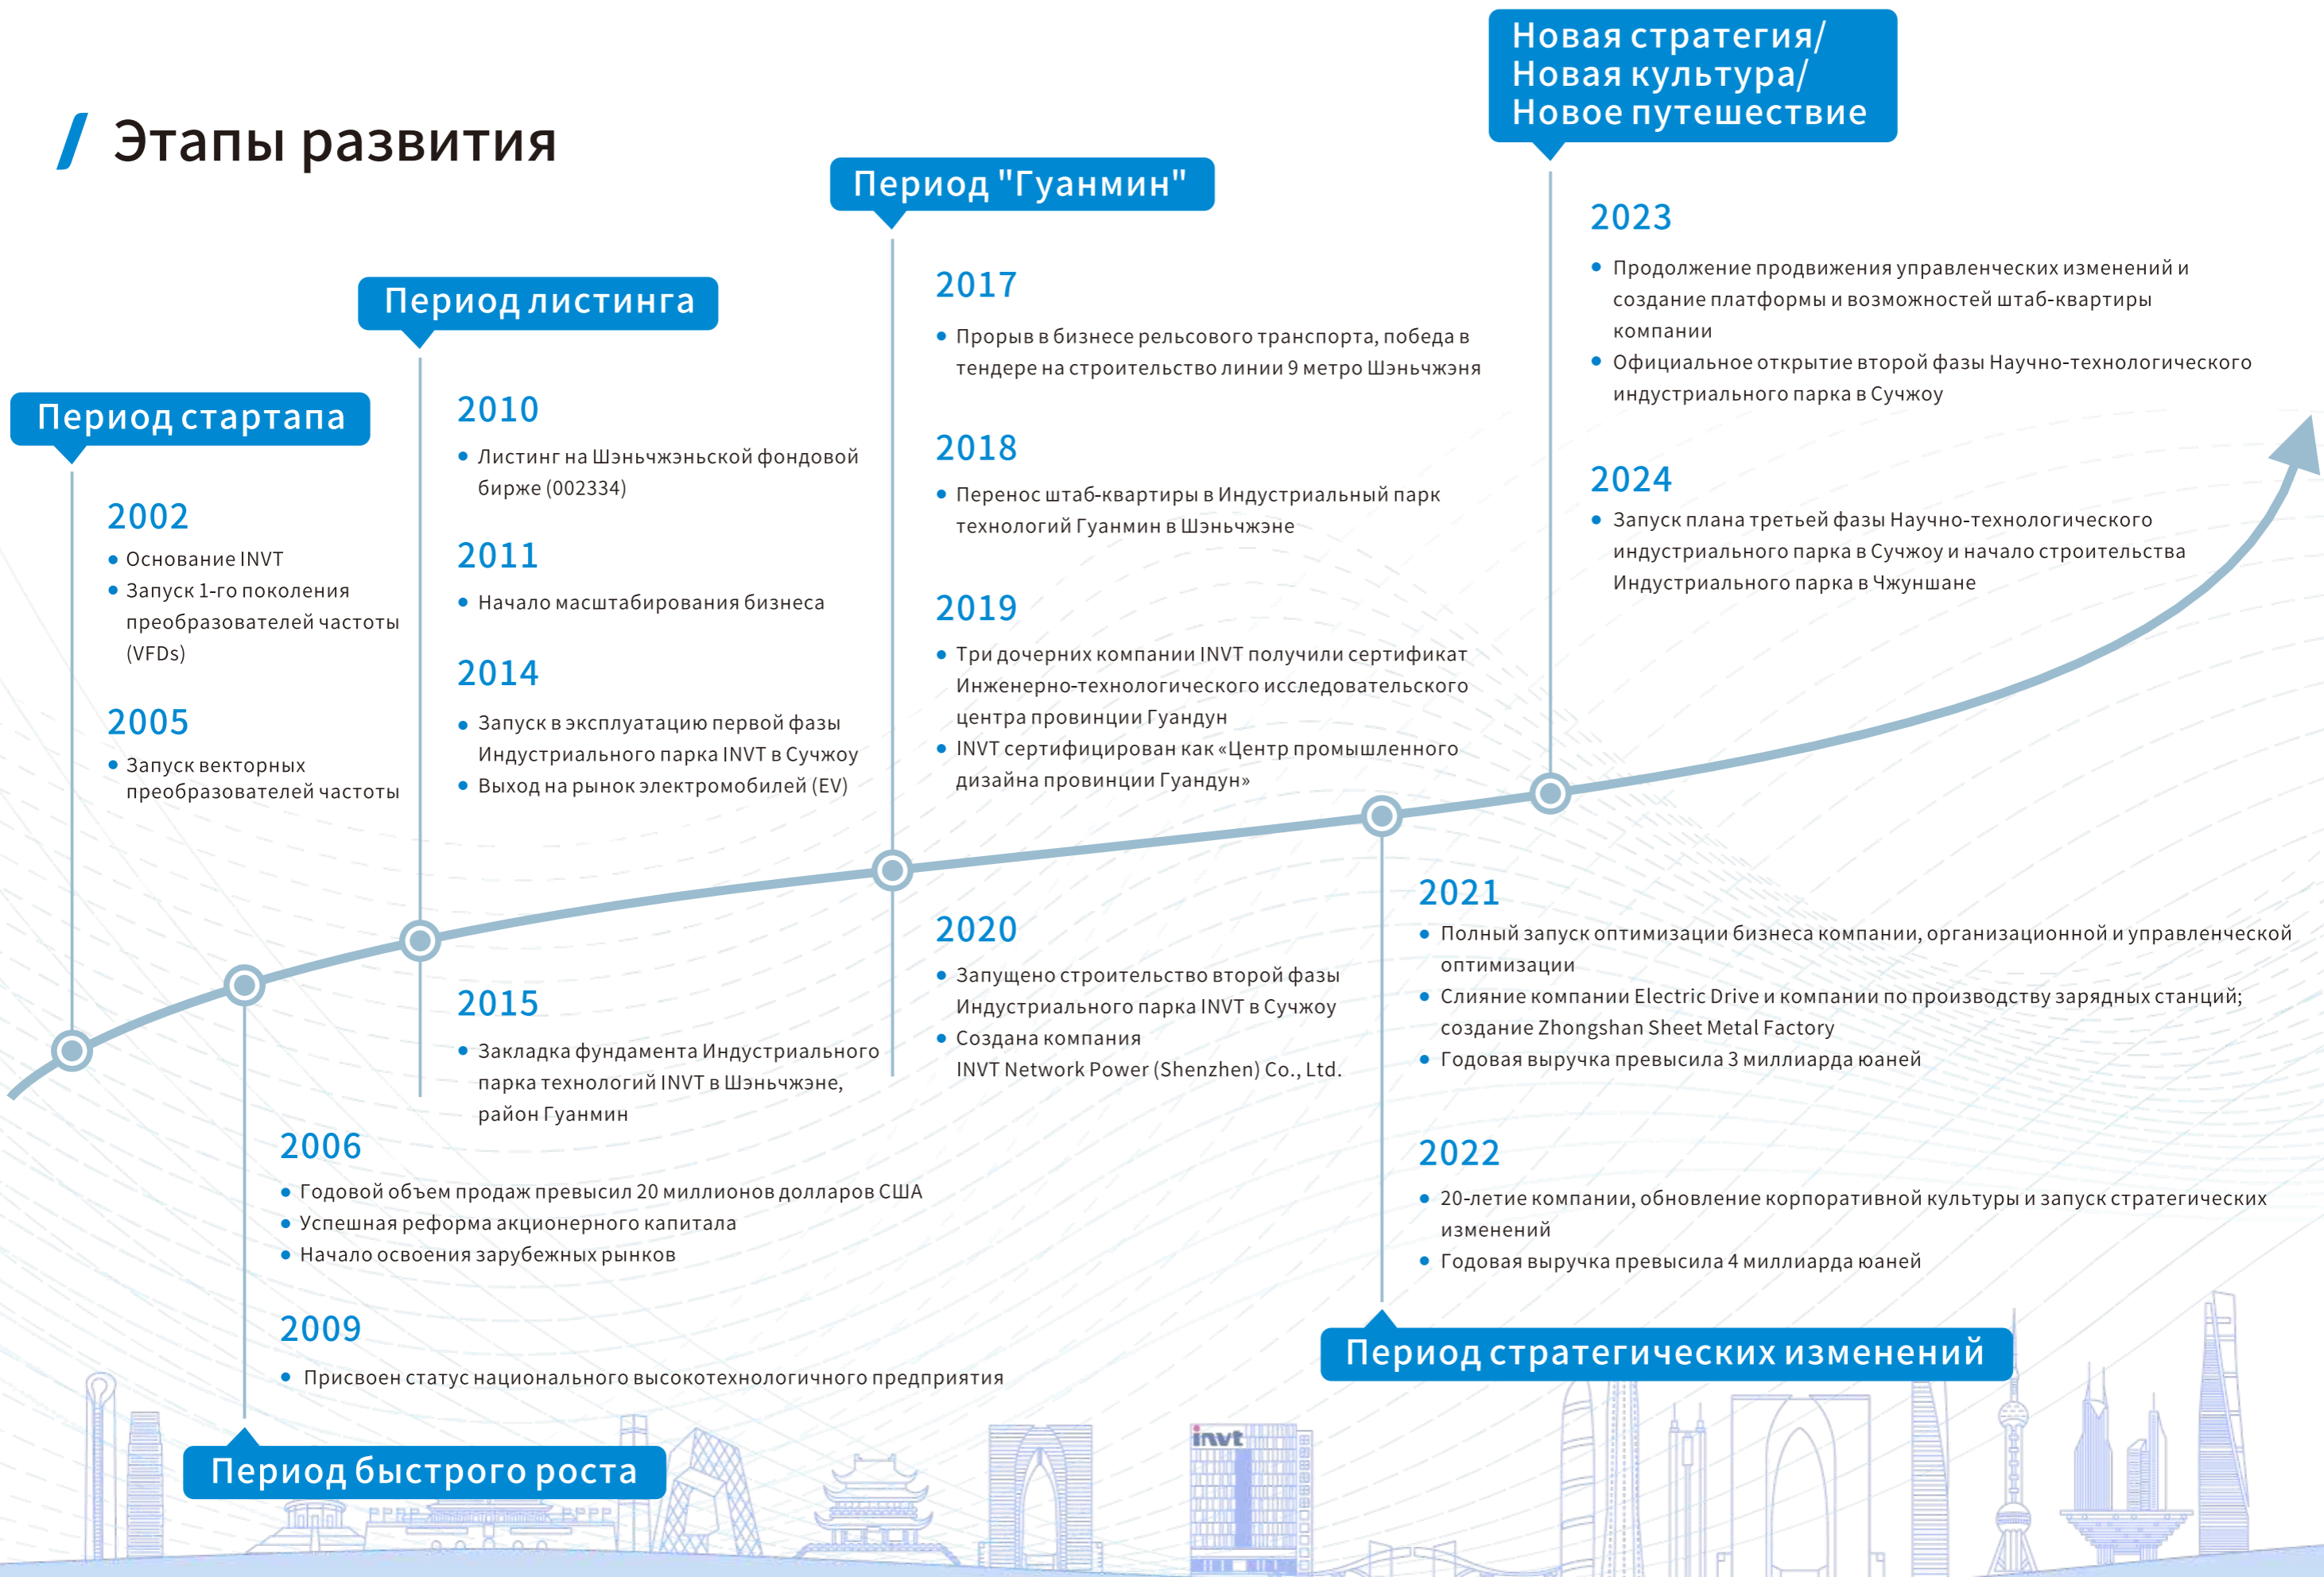 Этапы развития
Период стартапа
2002
Основание INVT
Запуск 1-го поколения
преобразователей частоты
(VFDs)
2005
Запуск векторных
преобразователей частоты
2006
Годовой объем продаж превысил 20 миллионов долларов США
Успешная реформа акционерного капитала
Начало освоения зарубежных рынков
2009
Присвоен статус национального высокотехнологичного предприятия
Период быстрого роста
Период листинга
2010
Листинг на Шэньчжэньской фондовой
бирже (002334)
2011
Начало масштабирования бизнеса
2014
Запуск в эксплуатацию первой фазы
Индустриального парка INVT в Сучжоу
Выход на рынок электромобилей (EV)
2015
Закладка фундамента Индустриального
парка технологий INVT в Шэньчжэне,
район Гуанмин
Период "Гуанмин"
2017
Прорыв в бизнесе рельсового транспорта, победа в
тендере на строительство линии 9 метро Шэньчжэня
2018
Перенос штаб-квартиры в Индустриальный парк
технологий Гуанмин в Шэньчжэне
2019
Три дочерних компании INVT получили сертификат
Инженерно-технологического исследовательского
центра провинции Гуандун
INVT сертифицирован как «Центр промышленного
дизайна провинции Гуандун»
2020
Запущено строительство второй фазы
Индустриального парка INVT в Сучжоу
Создана компания
INVT Network Power (Shenzhen) Co., Ltd.
2021
Полный запуск оптимизации бизнеса компании, организационной и управленческой
оптимизации
Слияние компании Electric Drive и компании по производству зарядных станций;
создание Zhongshan Sheet Metal Factory
Годовая выручка превысила 3 миллиарда юаней
2022
20-летие компании, обновление корпоративной культуры и запуск стратегических
изменений
Годовая выручка превысила 4 миллиарда юаней
Период стратегических изменений
Новая стратегия/
Новая культура/
Новое путешествие
2023
Продолжение продвижения управленческих изменений и
создание платформы и возможностей штаб-квартиры
компании
Официальное открытие второй фазы Научно-технологического
индустриального парка в Сучжоу
2024
Запуск плана третьей фазы Научно-технологического
индустриального парка в Сучжоу и начало строительства
Индустриального парка в Чжуншане
invt